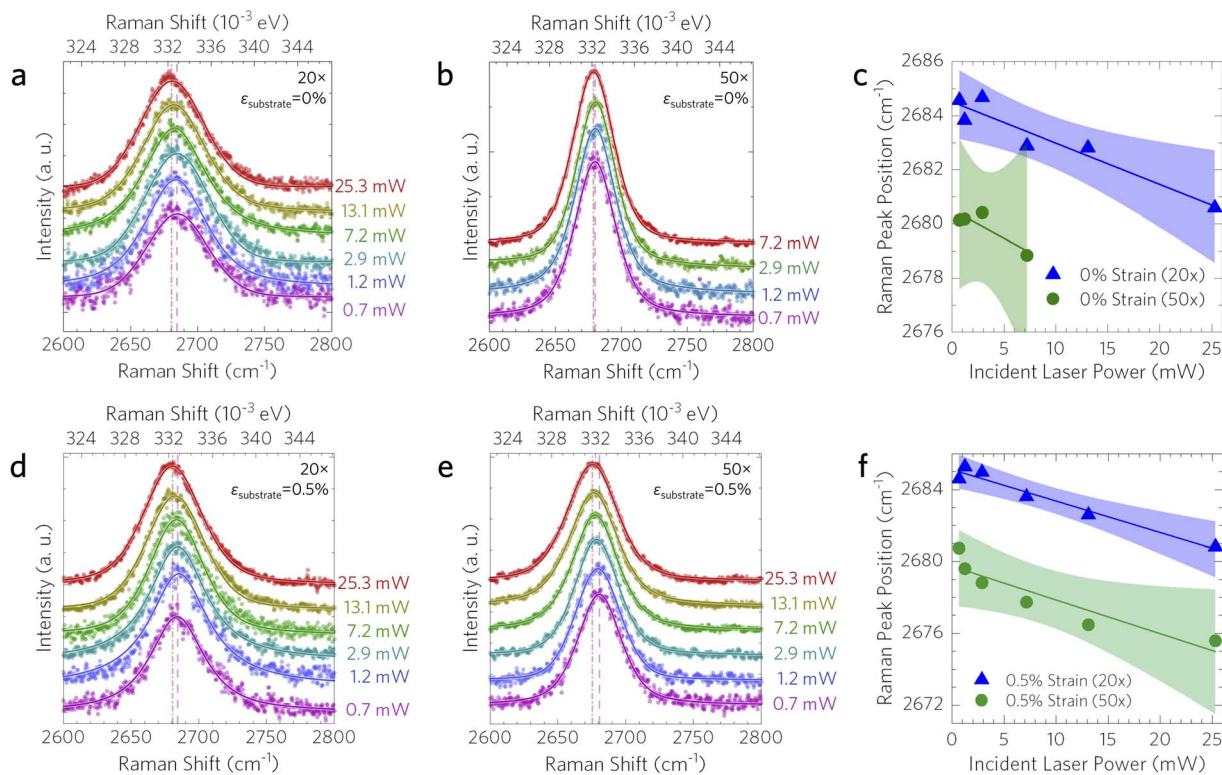 Raman Shift (10⁻³ eV)
324 328 332 336 340 344
a
20×
ε substrate=0%
Intensity (a. u.)
25.3 mW
13.1 mW
7.2 mW
2.9 mW
1.2 mW
0.7 mW
2600 2650 2700 2750 2800
Raman Shift (cm⁻¹)
Raman Shift (10⁻³ eV)
324 328 332 336 340 344
b
50×
ε substrate=0%
Intensity (a. u.)
7.2 mW
2.9 mW
1.2 mW
0.7 mW
2600 2650 2700 2750 2800
Raman Shift (cm⁻¹)
c
Raman Peak Position (cm⁻¹)
2686
2684
2682
2680
2678
2676
0% Strain (20x)
0% Strain (50x)
0 5 10 15 20 25
Incident Laser Power (mW)
Raman Shift (10⁻³ eV)
324 328 332 336 340 344
d
20×
ε substrate=0.5%
Intensity (a. u.)
25.3 mW
13.1 mW
7.2 mW
2.9 mW
1.2 mW
0.7 mW
2600 2650 2700 2750 2800
Raman Shift (cm⁻¹)
Raman Shift (10⁻³ eV)
324 328 332 336 340 344
e
50×
ε substrate=0.5%
Intensity (a. u.)
25.3 mW
13.1 mW
7.2 mW
2.9 mW
1.2 mW
0.7 mW
2600 2650 2700 2750 2800
Raman Shift (cm⁻¹)
f
Raman Peak Position (cm⁻¹)
2684
2680
2676
2672
0.5% Strain (20x)
0.5% Strain (50x)
0 5 10 15 20 25
Incident Laser Power (mW)